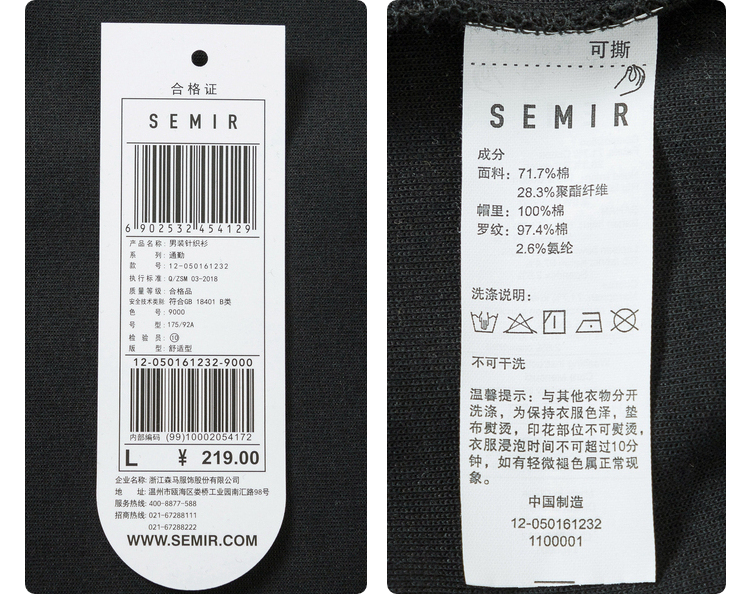 合格证
SEMIR
6 902532 454129
产品名称: 男装针织衫
系 列: 通勤
款 号: 12-050161232
执行标准: Q/ZSM 03-2018
质量等级: 合格品
安全技术类别: 符合GB 18401 B类
色 号: 9000
号 型: 175/92A
检 验 员: ⑩
版 型: 舒适型
12-050161232-9000
内部编码 (99)10002054172
L ¥ 219.00
企业名称: 浙江森马服饰股份有限公司
地 址: 温州市瓯海区娄桥工业园南汇路98号
服务热线: 400-8877-588
招商热线: 021-67288111
021-67288222
WWW.SEMIR.COM
可撕
SEMIR
成分
面料: 71.7%棉
28.3%聚酯纤维
帽里: 100%棉
罗纹: 97.4%棉
2.6%氨纶
洗涤说明:
不可干洗
温馨提示: 与其他衣物分开
洗涤, 为保持衣服色泽, 垫
布熨烫, 印花部位不可熨烫,
衣服浸泡时间不可超过10分
钟, 如有轻微褪色属正常现
象。
中国制造
12-050161232
1100001